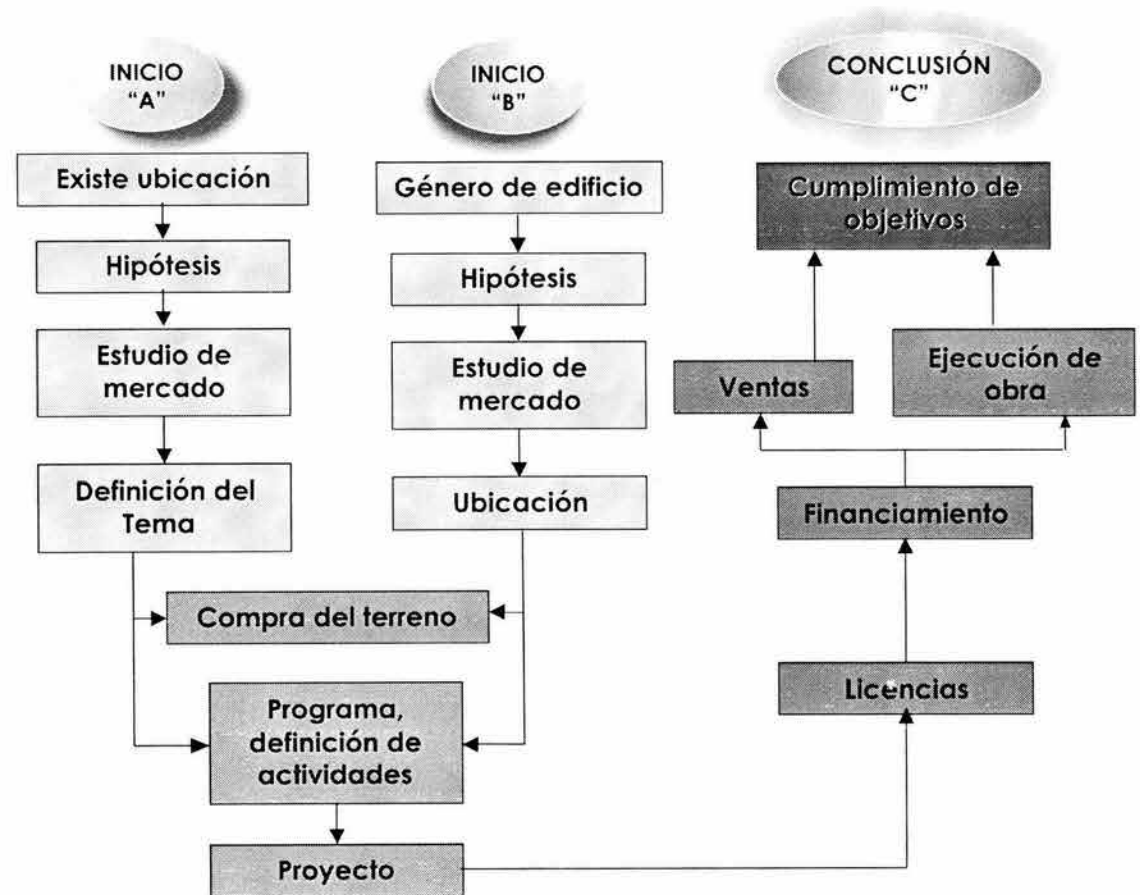 INICIO
"A"
Existe ubicación
Hipótesis
Estudio de
mercado
Definición del
Tema
INICIO
"B"
Género de edificio
Hipótesis
Estudio de
mercado
Ubicación
Compra del terreno
Programa,
definición de
actividades
Proyecto
CONCLUSIÓN
"C"
Cumplimiento de
objetivos
Ventas
Ejecución de
obra
Financiamiento
Licencias